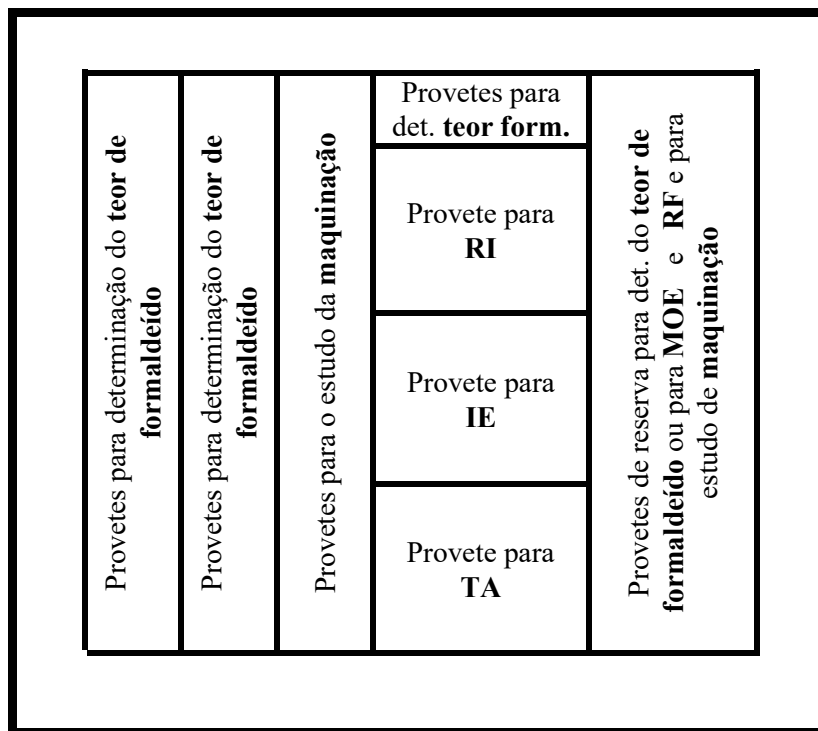 Provetes para determinação do teor de
formaldeído
Provetes para determinação do teor de
formaldeído
Provetes para o estudo da maquinação
Provetes para
det. teor form.
Provete para
RI
Provete para
IE
Provete para
TA
Provetes de reserva para det. do teor de
formaldeído ou para MOE e RF e para
estudo de maquinação